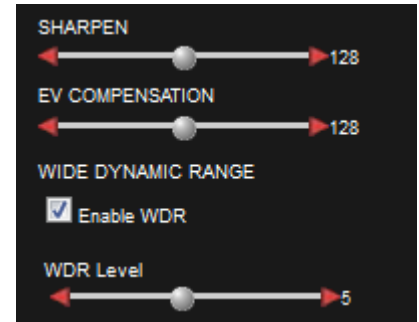 SHARPEN
128
EV COMPENSATION
128
WIDE DYNAMIC RANGE
Enable WDR
WDR Level
5